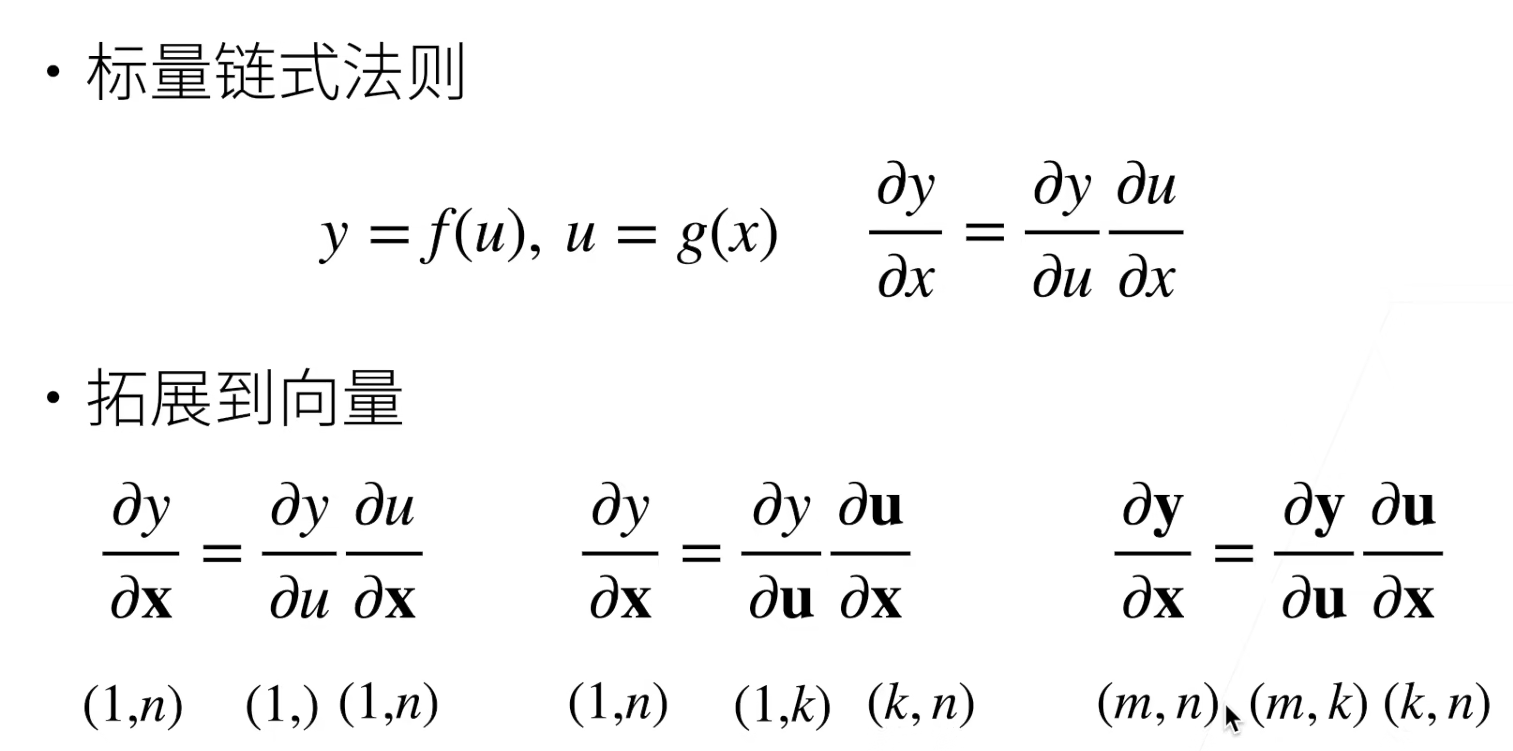 • 标量链式法则
y = f(u), u = g(x)   ∂y/∂x = ∂y/∂u ∂u/∂x
• 拓展到向量
∂y/∂𝐱 = ∂y/∂u ∂u/∂𝐱   ∂y/∂𝐱 = ∂y/∂𝐮 ∂𝐮/∂𝐱   ∂𝐲/∂𝐱 = ∂𝐲/∂𝐮 ∂𝐮/∂𝐱
(1,n) (1,) (1,n)   (1,n) (1,k) (k, n)   (m, n) (m, k) (k, n)